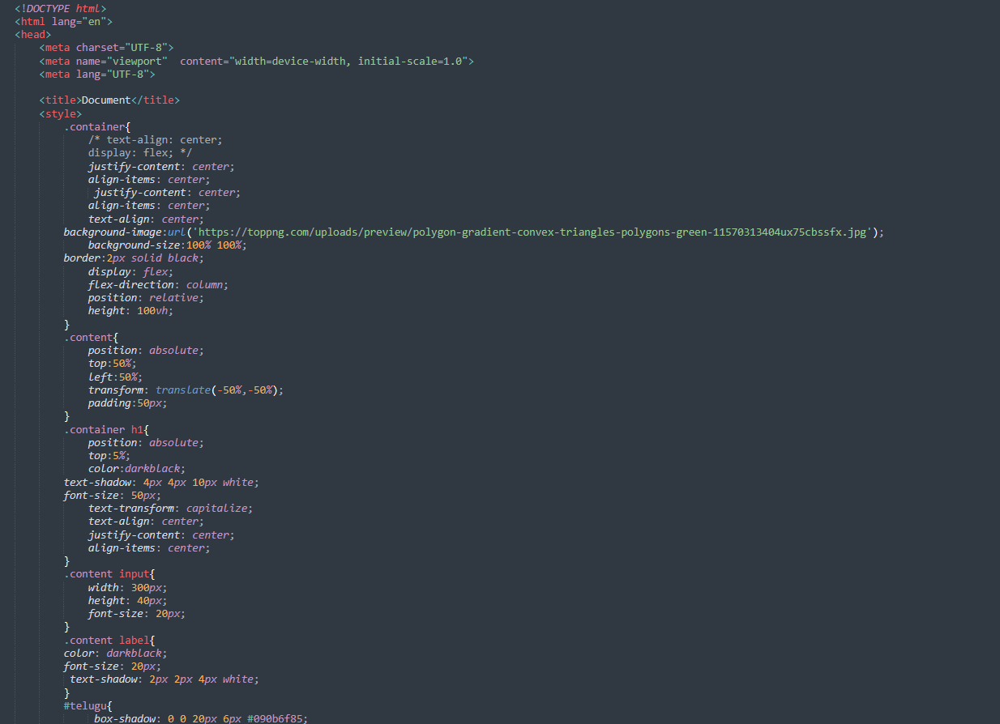 <!DOCTYPE html>
<html lang="en">
<head>
<meta charset="UTF-8">
<meta name="viewport"  content="width=device-width, initial-scale=1.0">
<meta lang="UTF-8">
<title>Document</title>
<style>
.container{
/* text-align: center;
display: flex; */
justify-content: center;
align-items: center;
justify-content: center;
align-items: center;
text-align: center;
background-image:url('https://toppng.com/uploads/preview/polygon-gradient-convex-triangles-polygons-green-11570313404ux75cbssfx.jpg');
background-size:100% 100%;
border:2px solid black;
display: flex;
flex-direction: column;
position: relative;
height: 100vh;
}
.content{
position: absolute;
top:50%;
left:50%;
transform: translate(-50%,-50%);
padding:50px;
}
.container h1{
position: absolute;
top:5%;
color:darkblack;
text-shadow: 4px 4px 10px white;
font-size: 50px;
text-transform: capitalize;
text-align: center;
justify-content: center;
align-items: center;
}
.content input{
width: 300px;
height: 40px;
font-size: 20px;
}
.content label{
color: darkblack;
font-size: 20px;
text-shadow: 2px 2px 4px white;
}
#telugu{
box-shadow: 0 0 20px 6px #090b6f85;